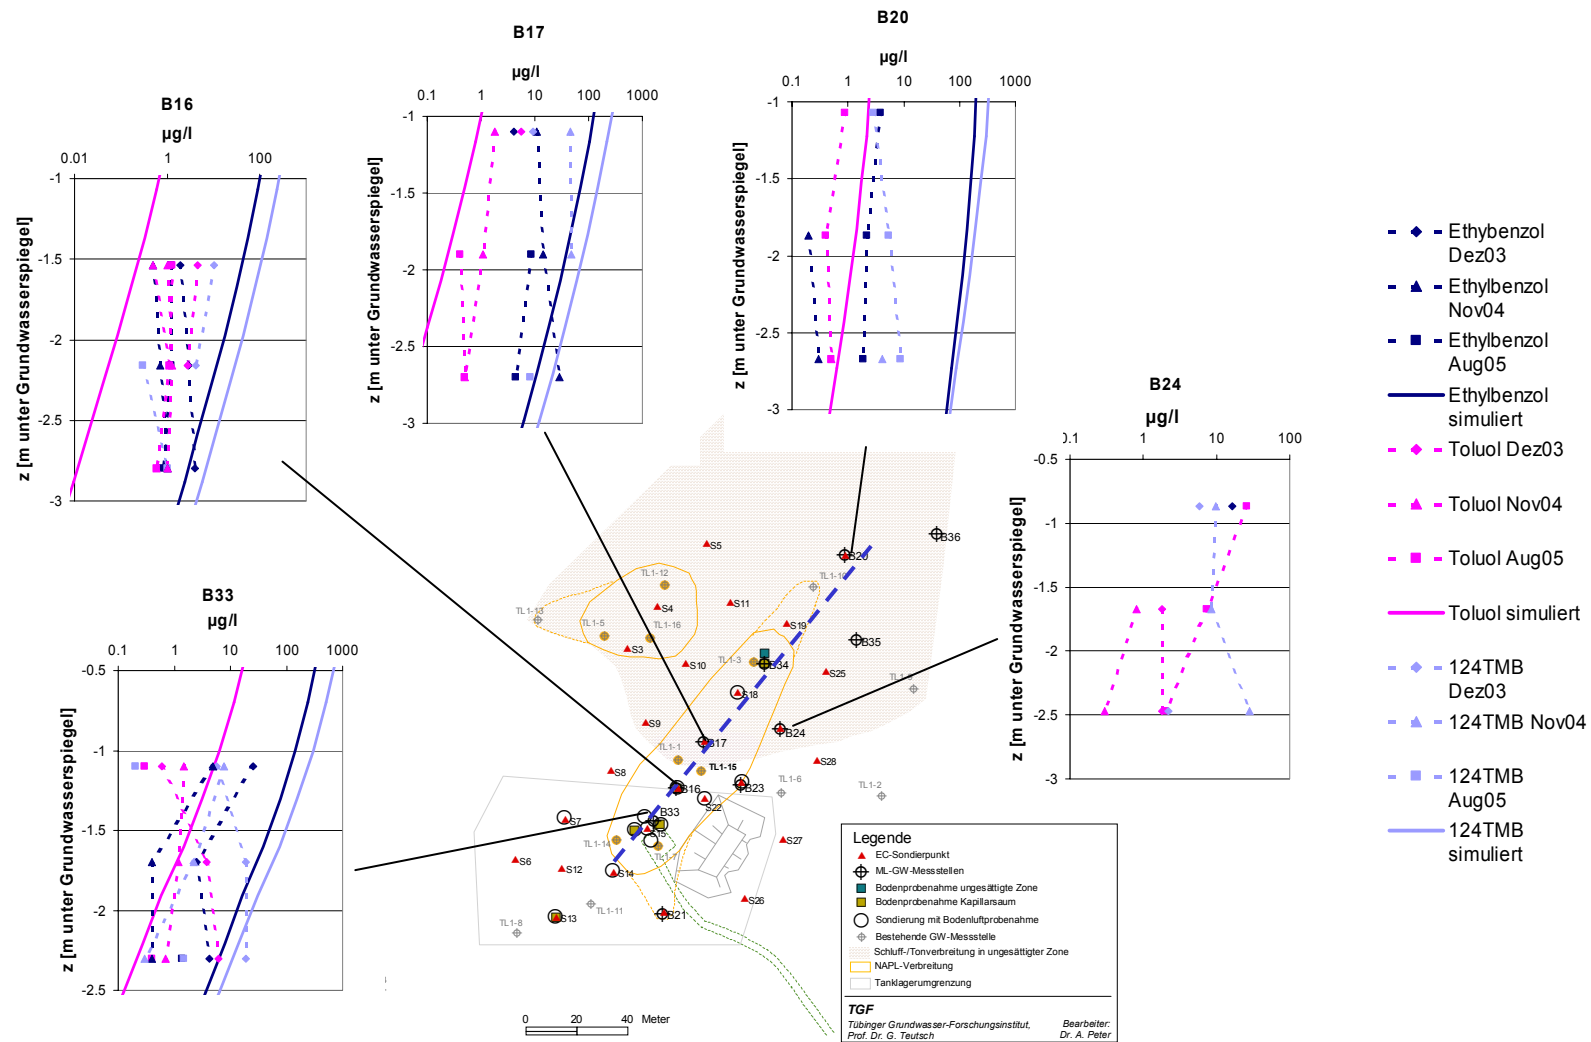 B17
µg/l
0.1 1 10 1000
-1
-1.5
-2
-2.5
-3
z [m unter Grundwasserspiegel]
B20
µg/l
0.1 1 10 100 1000
-1
-1.5
-2
-2.5
-3
z [m unter Grundwasserspiegel]
B16
µg/l
0.01 1 100
-1
-1.5
-2
-2.5
-3
z [m unter Grundwasserspiegel]
B24
µg/l
0.1 1 10 100
-0.5
-1
-1.5
-2
-2.5
-3
z [m unter Grundwasserspiegel]
B33
µg/l
0.1 1 10 100 1000
-0.5
-1
-1.5
-2
-2.5
z [m unter Grundwasserspiegel]
Ethybenzol
Dez03
Ethylbenzol
Nov04
Ethylbenzol
Aug05
Ethylbenzol
simuliert
Toluol Dez03
Toluol Nov04
Toluol Aug05
Toluol simuliert
124TMB
Dez03
124TMB Nov04
124TMB
Aug05
124TMB
simuliert
B36
S5
B20
TL1-12
S4
S11
TL1-13
S19
TL1-5
TL1-16
B35
S3
S10
TL1-3
B34
S25
S18
S9
B24
B17
TL1-1
TL1-15
S8
S28
TL1-6
TL1-2
B16
B23
S22
S7
B33
S15
S27
TL1-14
TL1-7
S6
S12
S14
S26
TL1-11
S13
B21
TL1-8
0 20 40 Meter
Legende
EC-Sondierpunkt
ML-GW-Messstellen
Bodenprobenahme ungesättigte Zone
Bodenprobenahme Kapillarsaum
Sondierung mit Bodenluftprobenahme
Bestehende GW-Messstelle
Schluff-/Tonverbreitung in ungesättigter Zone
NAPL-Verbreitung
Tanklagerumgrenzung
TGF
Tübinger Grundwasser-Forschungsinstitut, Bearbeiter:
Prof. Dr. G. Teutsch Dr. A. Peter